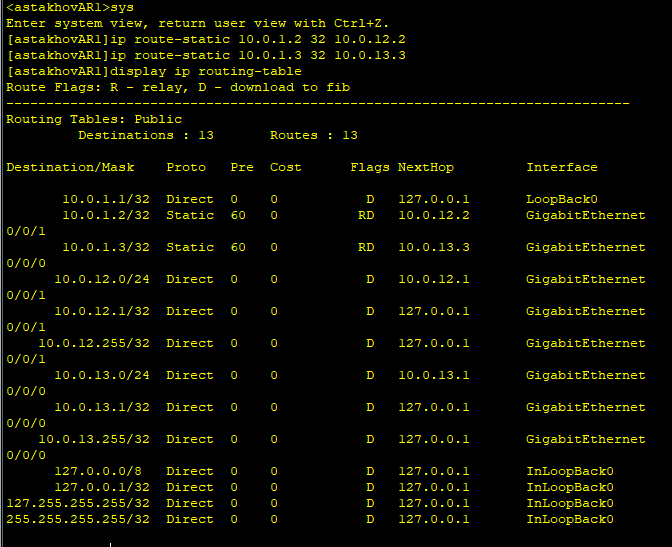 <astakhovAR1>sys
Enter system view, return user view with Ctrl+Z.
[astakhovAR1]ip route-static 10.0.1.2 32 10.0.12.2
[astakhovAR1]ip route-static 10.0.1.3 32 10.0.13.3
[astakhovAR1]display ip routing-table
Route Flags: R - relay, D - download to fib
------------------------------------------------------------------------------
Routing Tables: Public
         Destinations : 13       Routes : 13

Destination/Mask    Proto  Pre  Cost      Flags NextHop         Interface

       10.0.1.1/32  Direct  0    0           D   127.0.0.1       LoopBack0
       10.0.1.2/32  Static  60   0          RD   10.0.12.2       GigabitEthernet
0/0/1
       10.0.1.3/32  Static  60   0          RD   10.0.13.3       GigabitEthernet
0/0/0
      10.0.12.0/24  Direct  0    0           D   10.0.12.1       GigabitEthernet
0/0/1
      10.0.12.1/32  Direct  0    0           D   127.0.0.1       GigabitEthernet
0/0/1
    10.0.12.255/32  Direct  0    0           D   127.0.0.1       GigabitEthernet
0/0/1
      10.0.13.0/24  Direct  0    0           D   10.0.13.1       GigabitEthernet
0/0/0
      10.0.13.1/32  Direct  0    0           D   127.0.0.1       GigabitEthernet
0/0/0
    10.0.13.255/32  Direct  0    0           D   127.0.0.1       GigabitEthernet
0/0/0
      127.0.0.0/8   Direct  0    0           D   127.0.0.1       InLoopBack0
      127.0.0.1/32  Direct  0    0           D   127.0.0.1       InLoopBack0
127.255.255.255/32  Direct  0    0           D   127.0.0.1       InLoopBack0
255.255.255.255/32  Direct  0    0           D   127.0.0.1       InLoopBack0